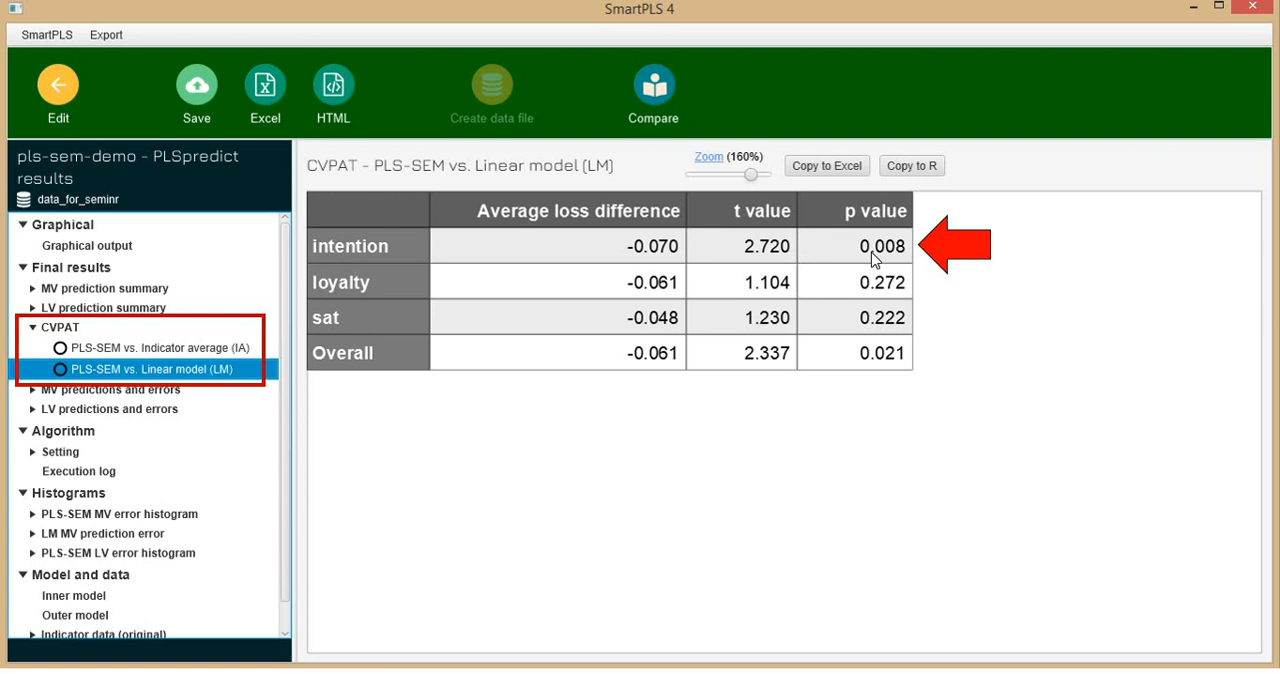 SmartPLS 4
SmartPLS Export
Edit Save Excel HTML Create data file Compare
pls-sem-demo - PLSpredict
results
data_for_seminr
Graphical
Graphical output
Final results
MV prediction summary
LV prediction summary
CVPAT
PLS-SEM vs. Indicator average (IA)
PLS-SEM vs. Linear model (LM)
MV predictions and errors
LV predictions and errors
Algorithm
Setting
Execution log
Histograms
PLS-SEM MV error histogram
LM MV prediction error
PLS-SEM LV error histogram
Model and data
Inner model
Outer model
Indicator data (original)
CVPAT - PLS-SEM vs. Linear model (LM) Zoom (160%) Copy to Excel Copy to R
Average loss difference t value p value
intention -0.070 2.720 0.008
loyalty -0.061 1.104 0.272
sat -0.048 1.230 0.222
Overall -0.061 2.337 0.021